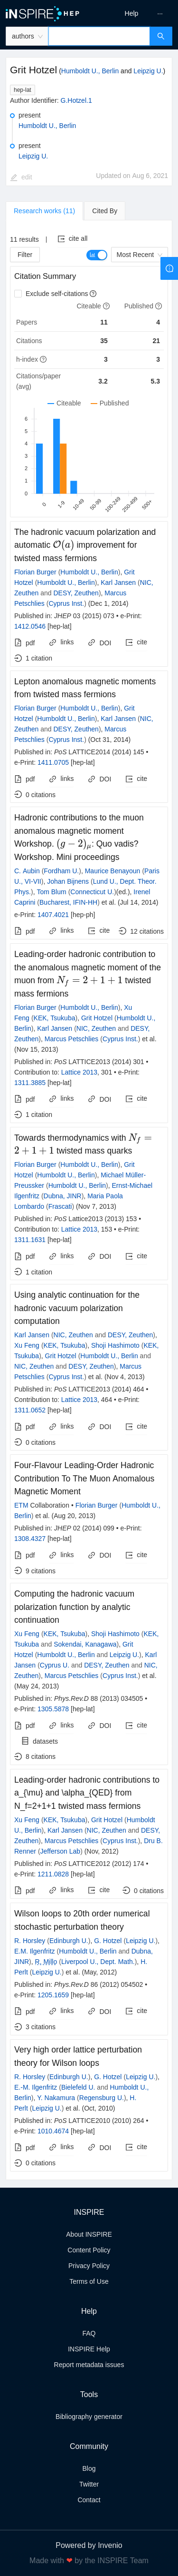 INSPIRE HEP
Help
...
authors
Grit Hotzel (Humboldt U., Berlin and Leipzig U.)
hep-lat
Author Identifier: G.Hotzel.1
present
Humboldt U., Berlin
present
Leipzig U.
edit
Updated on Aug 6, 2021
Research works (11)
Cited By
11 results | cite all
Filter
Most Recent
Citation Summary
Exclude self-citations
Citeable
Published
Papers 11 4
Citations 35 21
h-index 3 3
Citations/paper (avg) 3.2 5.3
Citeable Published
6
5
4
3
2
1
0
0
1-9
10-49
50-99
100-249
250-499
500+
The hadronic vacuum polarization and
automatic O(a) improvement for
twisted mass fermions
Florian Burger (Humboldt U., Berlin), Grit
Hotzel (Humboldt U., Berlin), Karl Jansen (NIC,
Zeuthen and DESY, Zeuthen), Marcus
Petschlies (Cyprus Inst.) (Dec 1, 2014)
Published in: JHEP 03 (2015) 073 • e-Print:
1412.0546 [hep-lat]
pdf links DOI cite
1 citation
Lepton anomalous magnetic moments
from twisted mass fermions
Florian Burger (Humboldt U., Berlin), Grit
Hotzel (Humboldt U., Berlin), Karl Jansen (NIC,
Zeuthen and DESY, Zeuthen), Marcus
Petschlies (Cyprus Inst.) (Oct 31, 2014)
Published in: PoS LATTICE2014 (2014) 145 •
e-Print: 1411.0705 [hep-lat]
pdf links DOI cite
0 citations
Hadronic contributions to the muon
anomalous magnetic moment
Workshop. (g − 2)μ: Quo vadis?
Workshop. Mini proceedings
C. Aubin (Fordham U.), Maurice Benayoun (Paris
U., VI-VII), Johan Bijnens (Lund U., Dept. Theor.
Phys.), Tom Blum (Connecticut U.)(ed.), Irinel
Caprini (Bucharest, IFIN-HH) et al. (Jul 14, 2014)
e-Print: 1407.4021 [hep-ph]
pdf links cite 12 citations
Leading-order hadronic contribution to
the anomalous magnetic moment of the
muon from Nf = 2 + 1 + 1 twisted
mass fermions
Florian Burger (Humboldt U., Berlin), Xu
Feng (KEK, Tsukuba), Grit Hotzel (Humboldt U.,
Berlin), Karl Jansen (NIC, Zeuthen and DESY,
Zeuthen), Marcus Petschlies (Cyprus Inst.) et al.
(Nov 15, 2013)
Published in: PoS LATTICE2013 (2014) 301 •
Contribution to: Lattice 2013, 301 • e-Print:
1311.3885 [hep-lat]
pdf links DOI cite
1 citation
Towards thermodynamics with Nf =
2 + 1 + 1 twisted mass quarks
Florian Burger (Humboldt U., Berlin), Grit
Hotzel (Humboldt U., Berlin), Michael Müller-
Preussker (Humboldt U., Berlin), Ernst-Michael
Ilgenfritz (Dubna, JINR), Maria Paola
Lombardo (Frascati) (Nov 7, 2013)
Published in: PoS Lattice2013 (2013) 153 •
Contribution to: Lattice 2013, 153 • e-Print:
1311.1631 [hep-lat]
pdf links DOI cite
1 citation
Using analytic continuation for the
hadronic vacuum polarization
computation
Karl Jansen (NIC, Zeuthen and DESY, Zeuthen),
Xu Feng (KEK, Tsukuba), Shoji Hashimoto (KEK,
Tsukuba), Grit Hotzel (Humboldt U., Berlin and
NIC, Zeuthen and DESY, Zeuthen), Marcus
Petschlies (Cyprus Inst.) et al. (Nov 4, 2013)
Published in: PoS LATTICE2013 (2014) 464 •
Contribution to: Lattice 2013, 464 • e-Print:
1311.0652 [hep-lat]
pdf links DOI cite
0 citations
Four-Flavour Leading-Order Hadronic
Contribution To The Muon Anomalous
Magnetic Moment
ETM Collaboration • Florian Burger (Humboldt U.,
Berlin) et al. (Aug 20, 2013)
Published in: JHEP 02 (2014) 099 • e-Print:
1308.4327 [hep-lat]
pdf links DOI cite
9 citations
Computing the hadronic vacuum
polarization function by analytic
continuation
Xu Feng (KEK, Tsukuba), Shoji Hashimoto (KEK,
Tsukuba and Sokendai, Kanagawa), Grit
Hotzel (Humboldt U., Berlin and Leipzig U.), Karl
Jansen (Cyprus U. and DESY, Zeuthen and NIC,
Zeuthen), Marcus Petschlies (Cyprus Inst.) et al.
(May 24, 2013)
Published in: Phys.Rev.D 88 (2013) 034505 •
e-Print: 1305.5878 [hep-lat]
pdf links DOI cite
datasets
8 citations
Leading-order hadronic contributions to
a_{\mu} and \alpha_{QED} from
N_f=2+1+1 twisted mass fermions
Xu Feng (KEK, Tsukuba), Grit Hotzel (Humboldt
U., Berlin), Karl Jansen (NIC, Zeuthen and DESY,
Zeuthen), Marcus Petschlies (Cyprus Inst.), Dru B.
Renner (Jefferson Lab) (Nov, 2012)
Published in: PoS LATTICE2012 (2012) 174 •
e-Print: 1211.0828 [hep-lat]
pdf links cite 0 citations
Wilson loops to 20th order numerical
stochastic perturbation theory
R. Horsley (Edinburgh U.), G. Hotzel (Leipzig U.),
E.M. Ilgenfritz (Humboldt U., Berlin and Dubna,
JINR), R. Millo (Liverpool U., Dept. Math.), H.
Perlt (Leipzig U.) et al. (May, 2012)
Published in: Phys.Rev.D 86 (2012) 054502 •
e-Print: 1205.1659 [hep-lat]
pdf links DOI cite
3 citations
Very high order lattice perturbation
theory for Wilson loops
R. Horsley (Edinburgh U.), G. Hotzel (Leipzig U.),
E.-M. Ilgenfritz (Bielefeld U. and Humboldt U.,
Berlin), Y. Nakamura (Regensburg U.), H.
Perlt (Leipzig U.) et al. (Oct, 2010)
Published in: PoS LATTICE2010 (2010) 264 •
e-Print: 1010.4674 [hep-lat]
pdf links DOI cite
0 citations
INSPIRE
About INSPIRE
Content Policy
Privacy Policy
Terms of Use
Help
FAQ
INSPIRE Help
Report metadata issues
Tools
Bibliography generator
Community
Blog
Twitter
Contact
Powered by Invenio
Made with ❤ by the INSPIRE Team